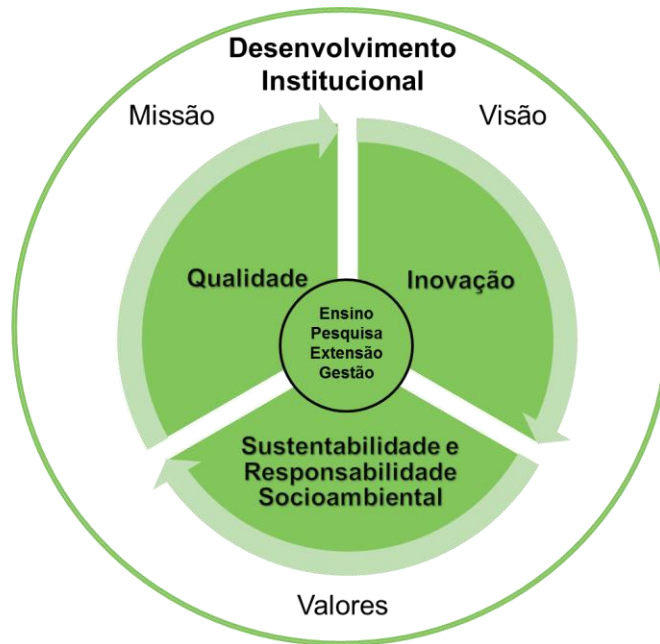 Desenvolvimento
Institucional
Missão
Visão
Qualidade
Inovação
Ensino
Pesquisa
Extensão
Gestão
Sustentabilidade e
Responsabilidade
Socioambiental
Valores